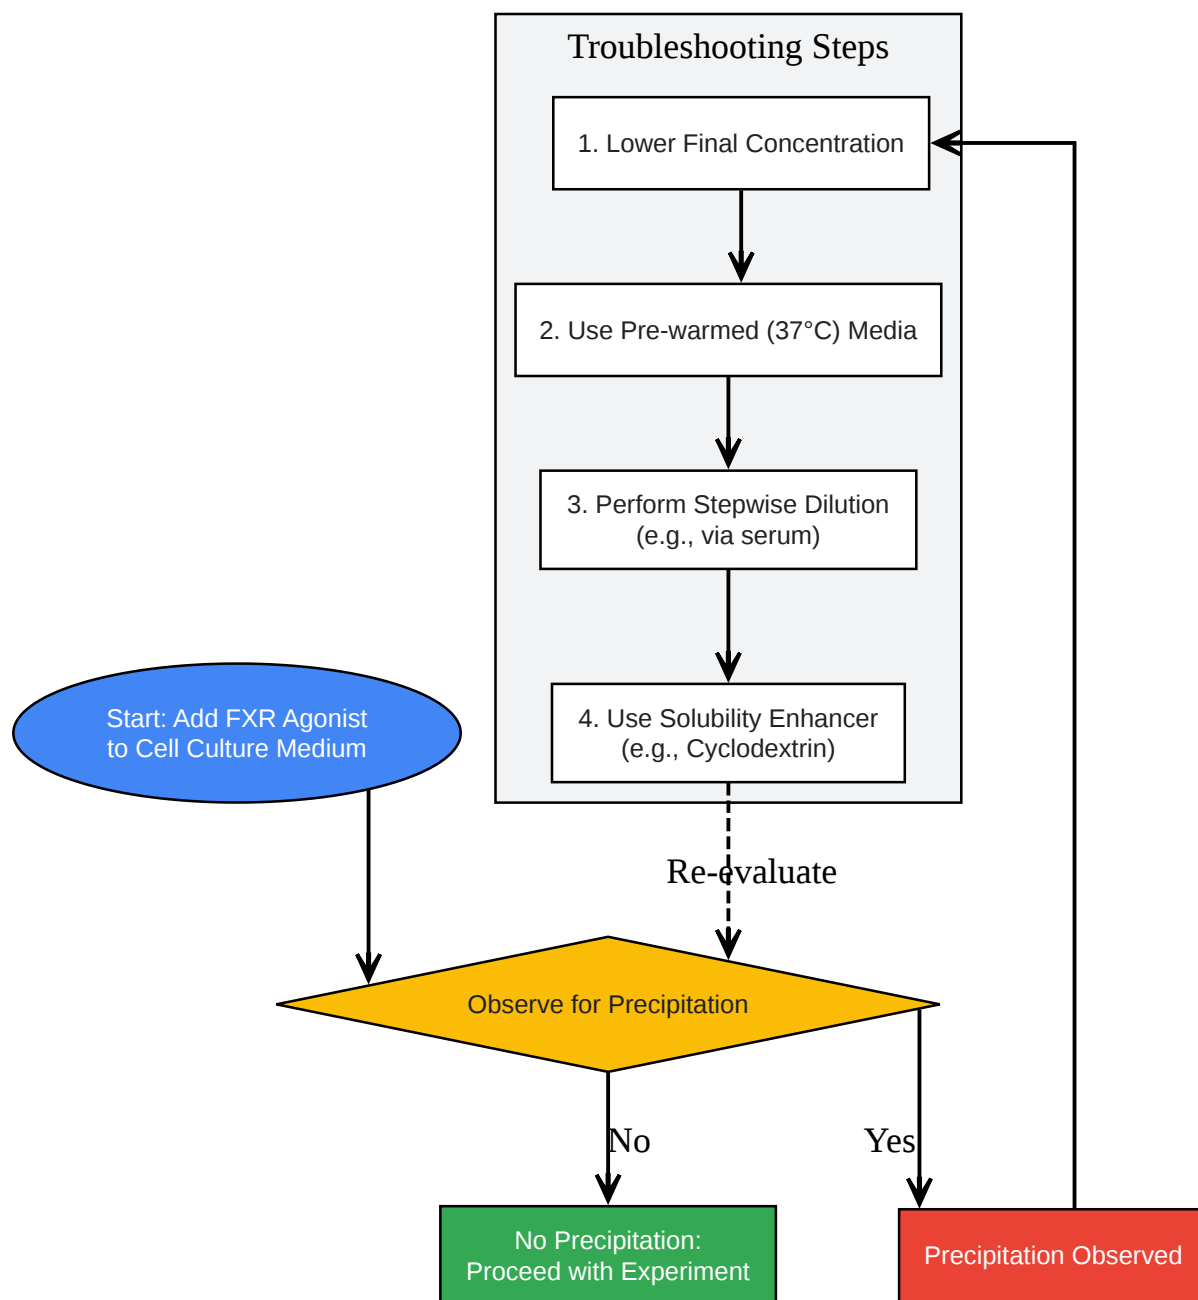 Troubleshooting Steps
1. Lower Final Concentration
2. Use Pre-warmed (37°C) Media
3. Perform Stepwise Dilution
(e.g., via serum)
4. Use Solubility Enhancer
(e.g., Cyclodextrin)
Start: Add FXR Agonist
to Cell Culture Medium
Re-evaluate
Observe for Precipitation
No
Yes
No Precipitation:
Proceed with Experiment
Precipitation Observed